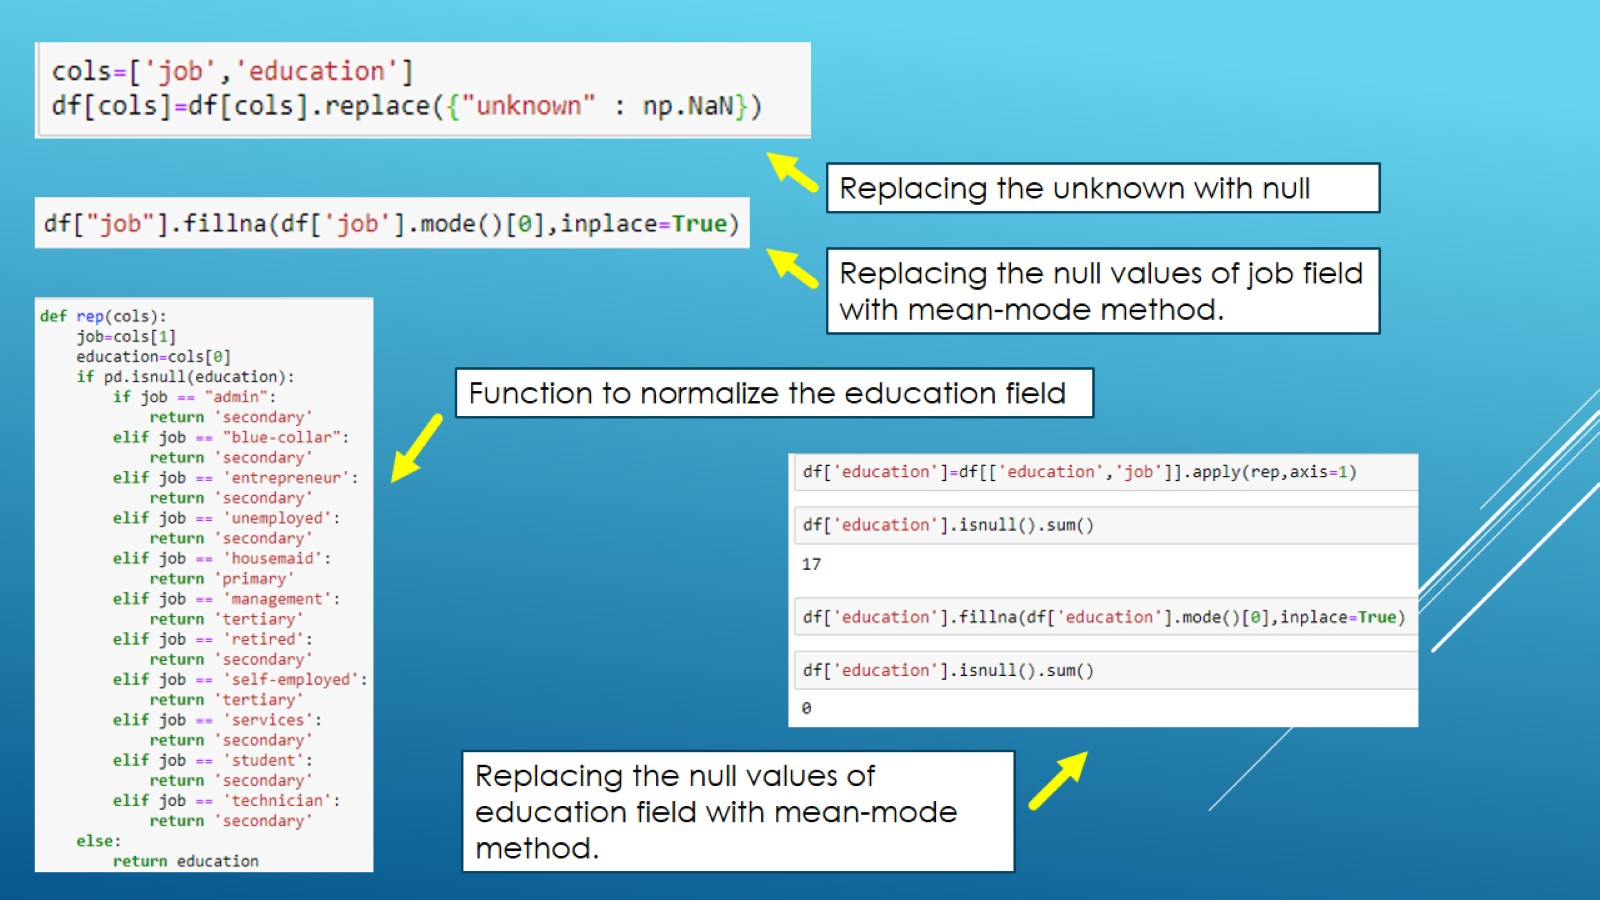 cols=['job','education']
df[cols]=df[cols].replace({"unknown" : np.NaN})
Replacing the unknown with null
df["job"].fillna(df['job'].mode()[0],inplace=True)
Replacing the null values of job field
with mean-mode method.
def rep(cols):
    job=cols[1]
    education=cols[0]
    if pd.isnull(education):
        if job == "admin":
            return 'secondary'
        elif job == "blue-collar":
            return 'secondary'
        elif job == 'entrepreneur':
            return 'secondary'
        elif job == 'unemployed':
            return 'secondary'
        elif job == 'housemaid':
            return 'primary'
        elif job == 'management':
            return 'tertiary'
        elif job == 'retired':
            return 'secondary'
        elif job == 'self-employed':
            return 'tertiary'
        elif job == 'services':
            return 'secondary'
        elif job == 'student':
            return 'secondary'
        elif job == 'technician':
            return 'secondary'
    else:
        return education
Function to normalize the education field
df['education']=df[['education','job']].apply(rep,axis=1)
df['education'].isnull().sum()
17
df['education'].fillna(df['education'].mode()[0],inplace=True)
df['education'].isnull().sum()
0
Replacing the null values of
education field with mean-mode
method.